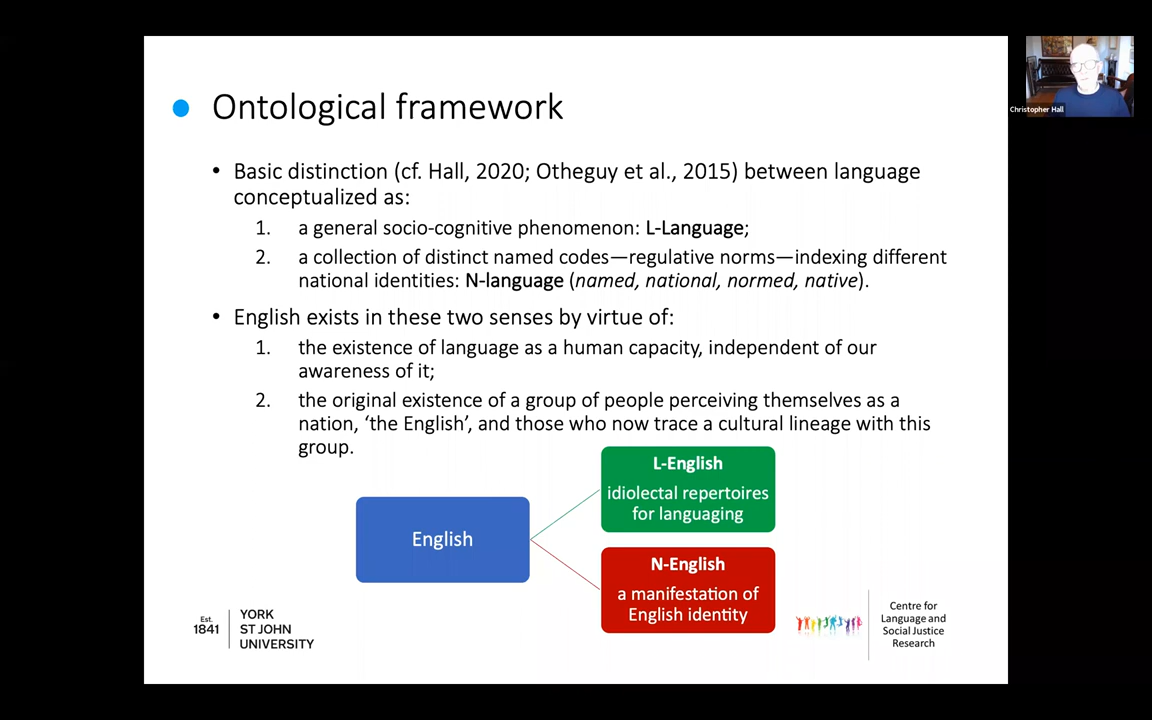 Ontological framework
• Basic distinction (cf. Hall, 2020; Otheguy et al., 2015) between language
conceptualized as:
1. a general socio-cognitive phenomenon: L-Language;
2. a collection of distinct named codes—regulative norms—indexing different
national identities: N-language (named, national, normed, native).
• English exists in these two senses by virtue of:
1. the existence of language as a human capacity, independent of our
awareness of it;
2. the original existence of a group of people perceiving themselves as a
nation, ‘the English’, and those who now trace a cultural lineage with this
group.
English
L-English
idiolectal repertoires
for languaging
N-English
a manifestation of
English identity
Est.
1841
YORK
ST JOHN
UNIVERSITY
Centre for
Language and
Social Justice
Research
Christopher Hall